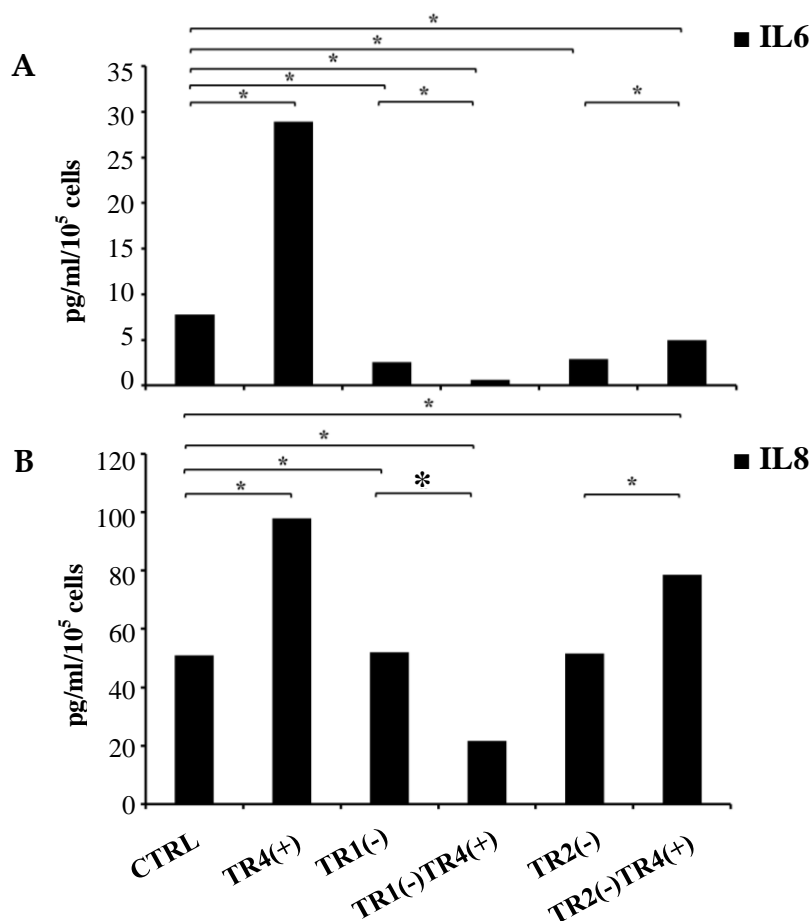 *
■ IL6
A
*
*
*
*
*
*
35
30
25
20
15
10
5
0
pg/ml/10⁵ cells
*
B
■ IL8
*
*
*
*
*
120
100
80
60
40
20
0
pg/ml/10⁵ cells
CTRL
TR4(+)
TR1(-)
TR1(-)TR4(+)
TR2(-)
TR2(-)TR4(+)